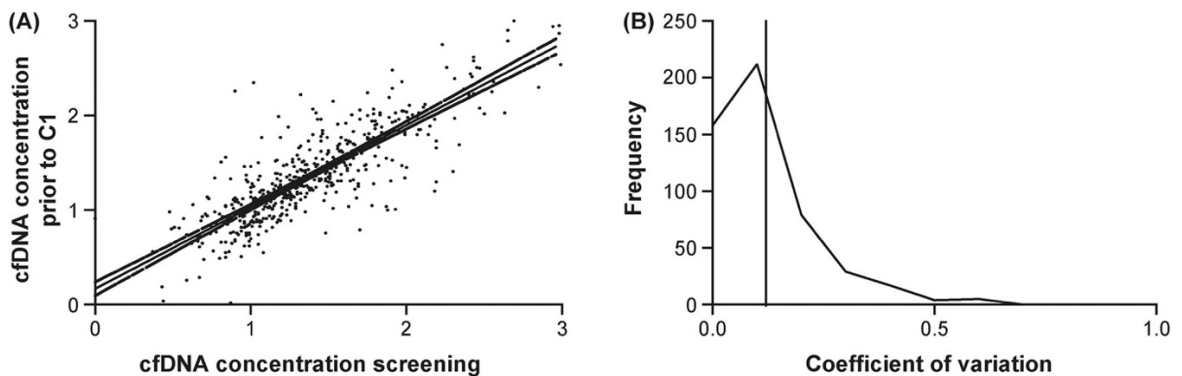 (A)
3
2
1
0
cfDNA concentration
prior to C1
0 1 2 3
cfDNA concentration screening
(B)
250
200
150
100
50
0
Frequency
0.0 0.5 1.0
Coefficient of variation